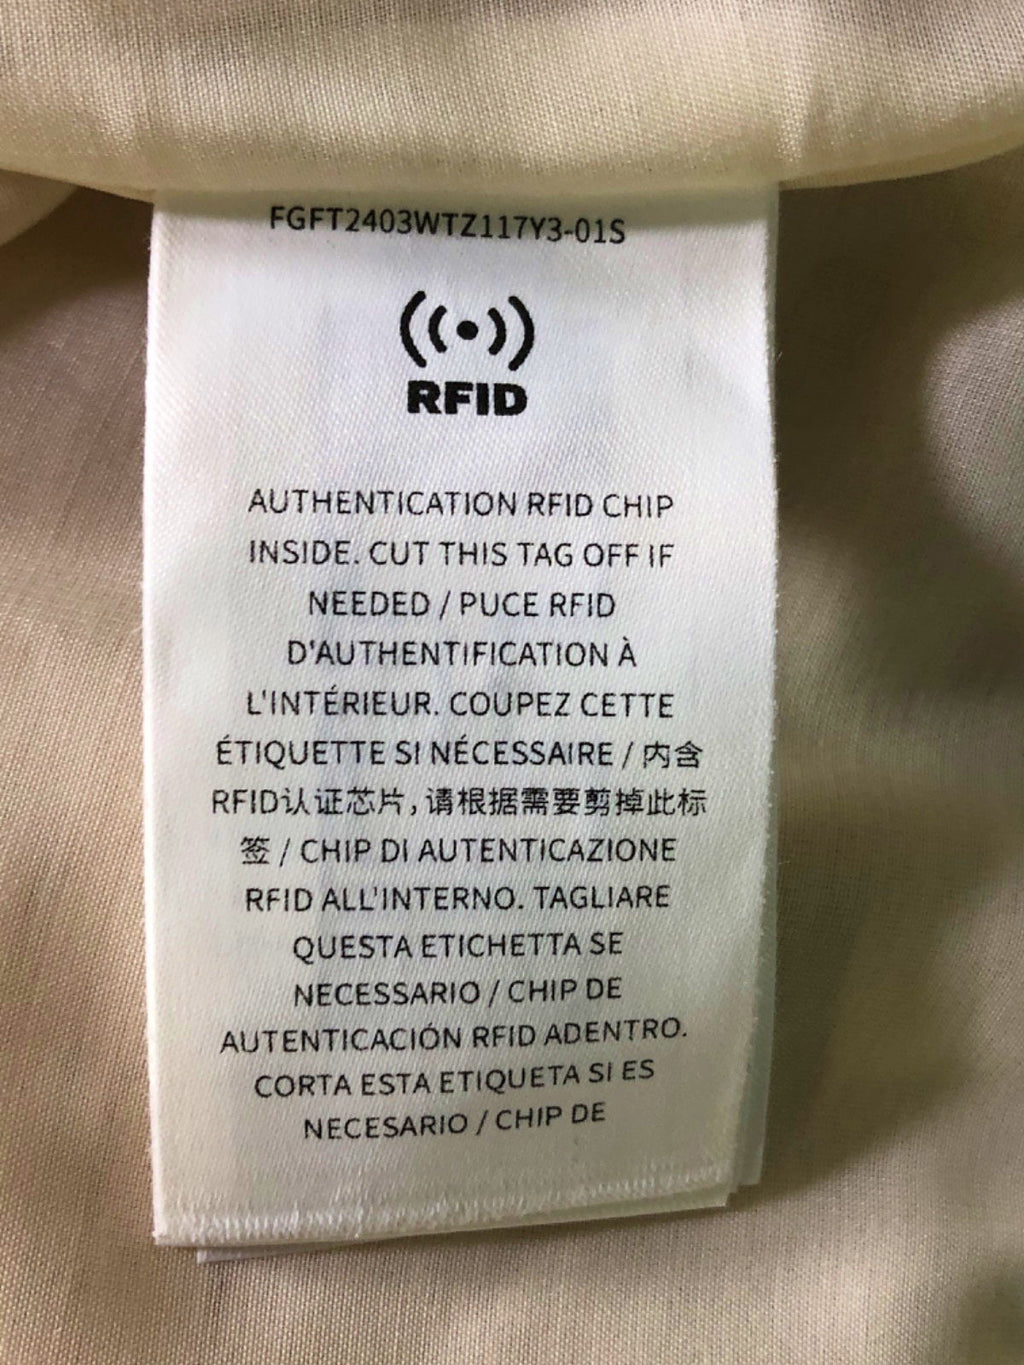 FGFT2403WTZ117Y3-01S
RFID
AUTHENTICATION RFID CHIP
INSIDE. CUT THIS TAG OFF IF
NEEDED / PUCE RFID
D'AUTHENTIFICATION À
L'INTÉRIEUR. COUPEZ CETTE
ÉTIQUETTE SI NÉCESSAIRE / 内含
RFID认证芯片,请根据需要剪掉此标
签 / CHIP DI AUTENTICAZIONE
RFID ALL'INTERNO. TAGLIARE
QUESTA ETICHETTA SE
NECESSARIO / CHIP DE
AUTENTICACIÓN RFID ADENTRO.
CORTA ESTA ETIQUETA SI ES
NECESARIO / CHIP DE